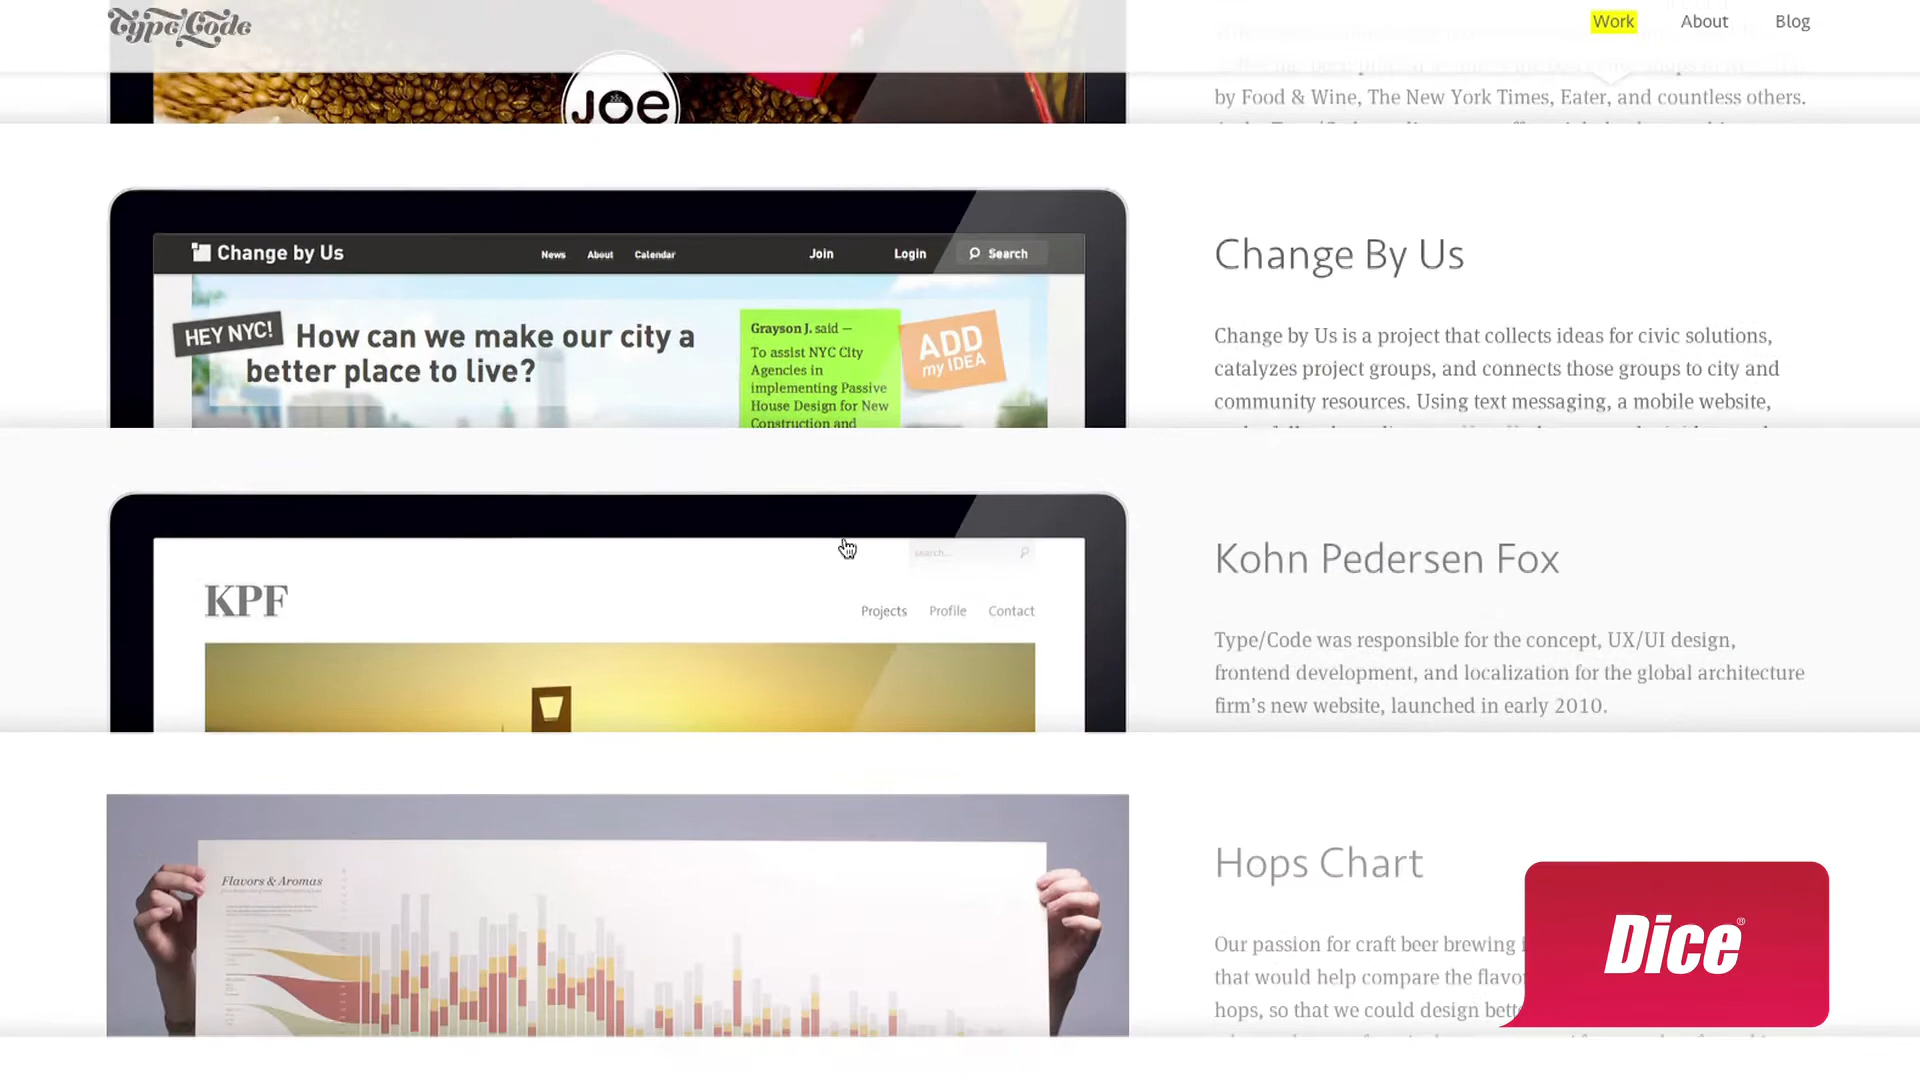 Type/Code
Work
About
Blog
by Food & Wine, The New York Times, Eater, and countless others.
JOE
Change by Us
News
About
Calendar
Join
Login
Search
HEY NYC!
How can we make our city a
better place to live?
Grayson J. said —
To assist NYC City
Agencies in
implementing Passive
House Design for New
Construction and
ADD
my IDEA
Change By Us
Change by Us is a project that collects ideas for civic solutions,
catalyzes project groups, and connects those groups to city and
community resources. Using text messaging, a mobile website,
search...
KPF
Projects
Profile
Contact
Kohn Pedersen Fox
Type/Code was responsible for the concept, UX/UI design,
frontend development, and localization for the global architecture
firm's new website, launched in early 2010.
Flavors & Aromas
Hops Chart
Our passion for craft beer brewing
that would help compare the
hops, so that we could design
Dice®